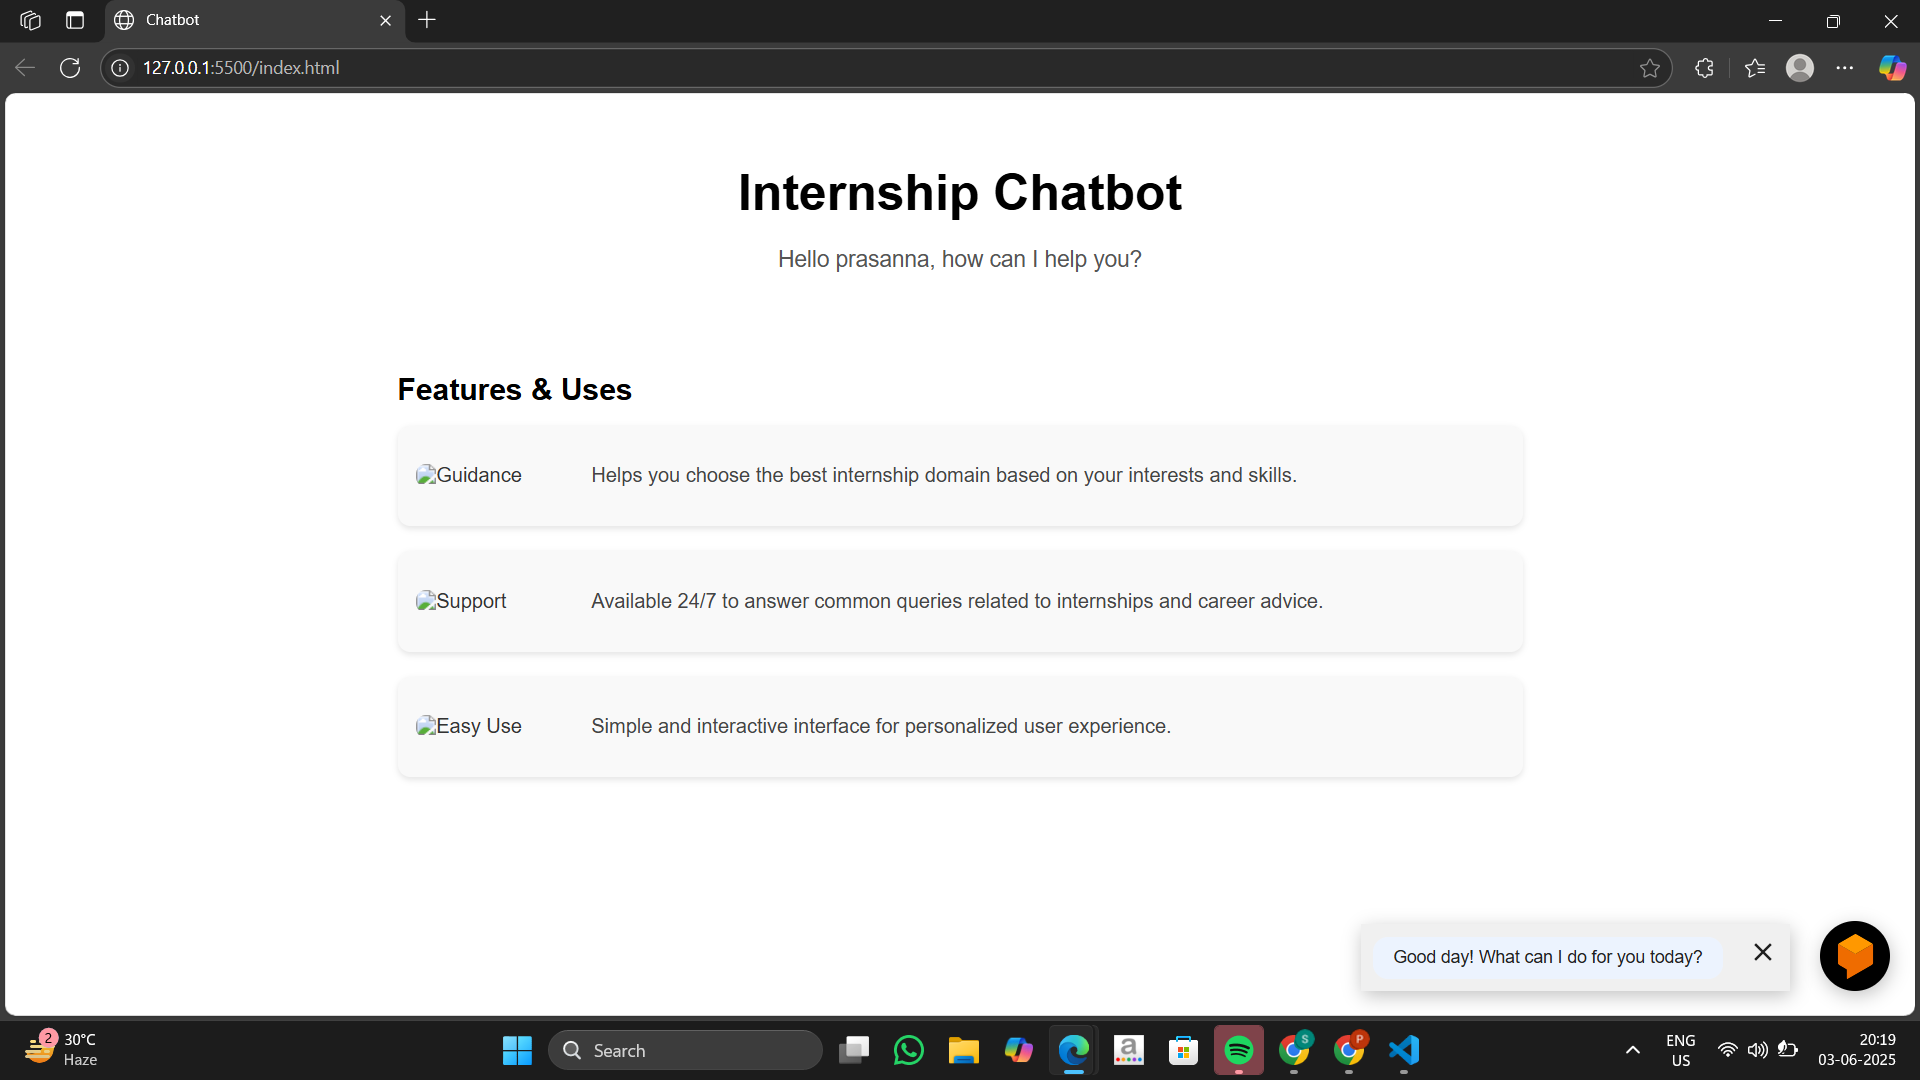 Chatbot
127.0.0.1:5500/index.html
Internship Chatbot
Hello prasanna, how can I help you?
Features & Uses
Guidance
Helps you choose the best internship domain based on your interests and skills.
Support
Available 24/7 to answer common queries related to internships and career advice.
Easy Use
Simple and interactive interface for personalized user experience.
Good day! What can I do for you today?
2
30°C
Haze
Search
a
S
P
ENG
US
20:19
03-06-2025